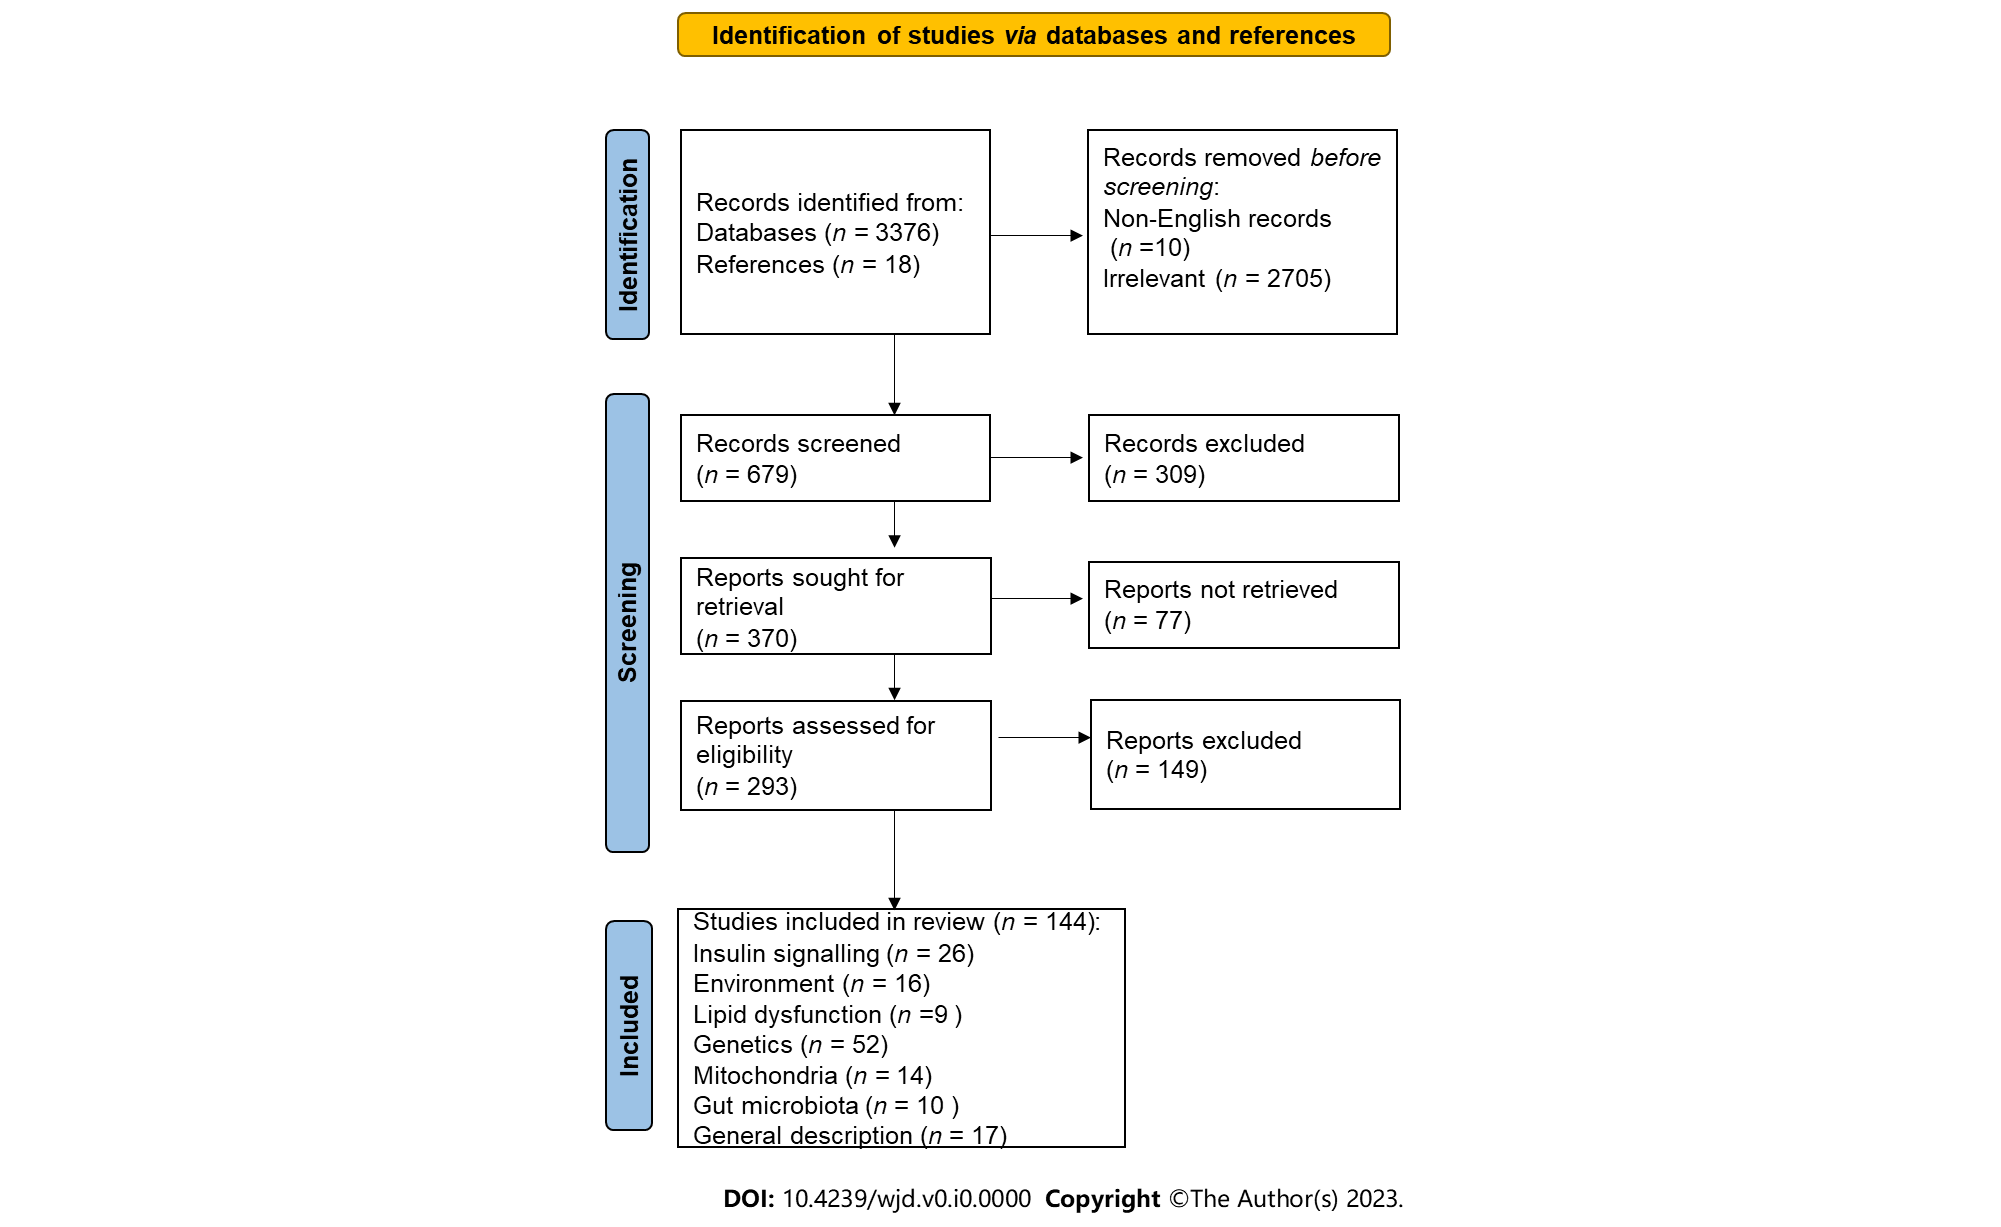 Identification of studies via databases and references
Identification
Records identified from:
Databases (n = 3376)
References (n = 18)
Records removed before
screening:
Non-English records
(n =10)
Irrelevant (n = 2705)
Screening
Records screened
(n = 679)
Records excluded
(n = 309)
Reports sought for
retrieval
(n = 370)
Reports not retrieved
(n = 77)
Reports assessed for
eligibility
(n = 293)
Reports excluded
(n = 149)
Included
Studies included in review (n = 144):
Insulin signalling (n = 26)
Environment (n = 16)
Lipid dysfunction (n =9 )
Genetics (n = 52)
Mitochondria (n = 14)
Gut microbiota (n = 10 )
General description (n = 17)
DOI: 10.4239/wjd.v0.i0.0000 Copyright ©The Author(s) 2023.